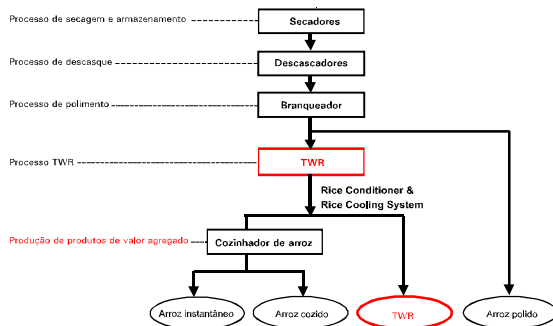 Processo de secagem e armazenamento
Secadores
Processo de descasque
Descascadores
Processo de polimento
Branqueador
Processo TWR
TWR
Rice Conditioner &
Rice Cooling System
Produção de produtos de valor agregado
Cozinhador de arroz
Arroz instantâneo
Arroz cozido
TWR
Arroz polido